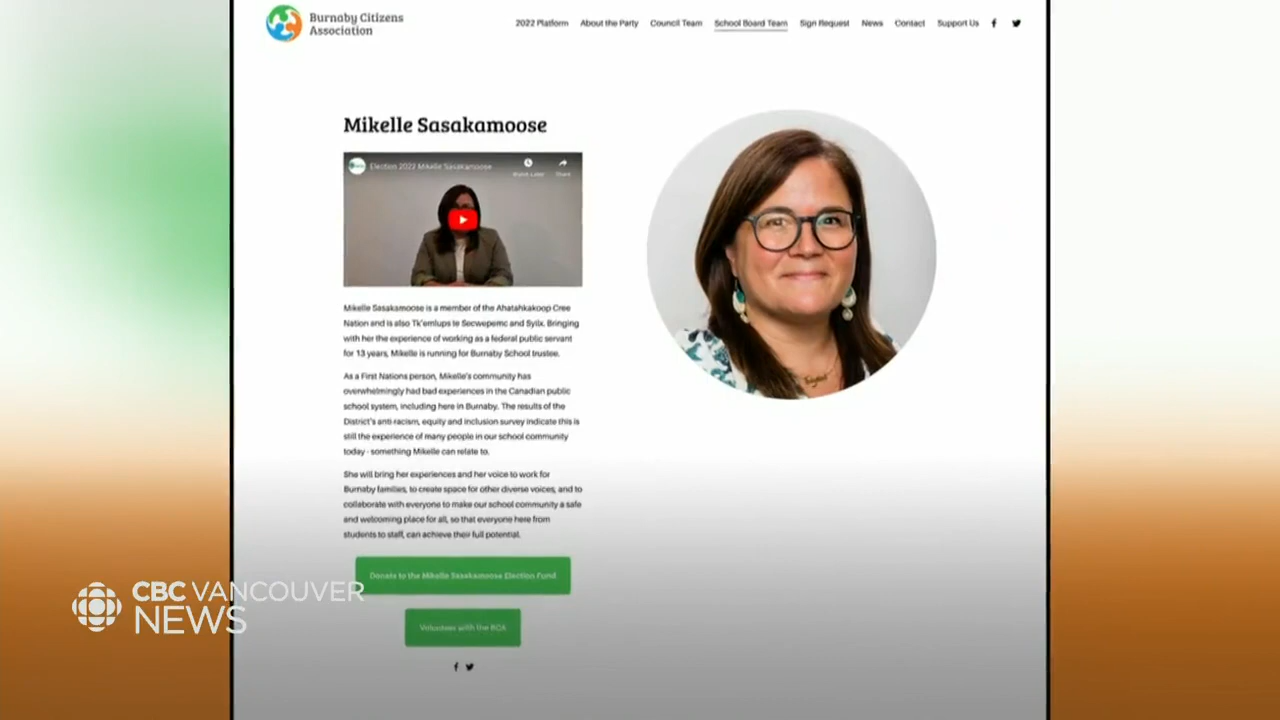 Burnaby Citizens
Association
2022 Platform About the Party Council Team School Board Team Sign Request News Contact Support Us
Mikelle Sasakamoose
Election 2022 Mikelle Sasakamoose
Watch Later Share
Mikelle Sasakamoose is a member of the Ahatahkakoop Cree
Nation and is also Tk'emlups te Secwepemc and Syilx. Bringing
with her the experience of working as a federal public servant
for 13 years, Mikelle is running for Burnaby School trustee.
As a First Nations person, Mikelle's community has
overwhelmingly had bad experiences in the Canadian public
school system, including here in Burnaby. The results of the
District's anti racism, equity and inclusion survey indicate this is
still the experience of many people in our school community
today - something Mikelle can relate to.
She will bring her experiences and her voice to work for
Burnaby families, to create space for other diverse voices, and to
collaborate with everyone to make our school community a safe
and welcoming place for all, so that everyone here from
students to staff, can achieve their full potential.
Donate to the Mikelle Sasakamoose Election Fund
Volunteer with the BCA
CBC VANCOUVER
NEWS